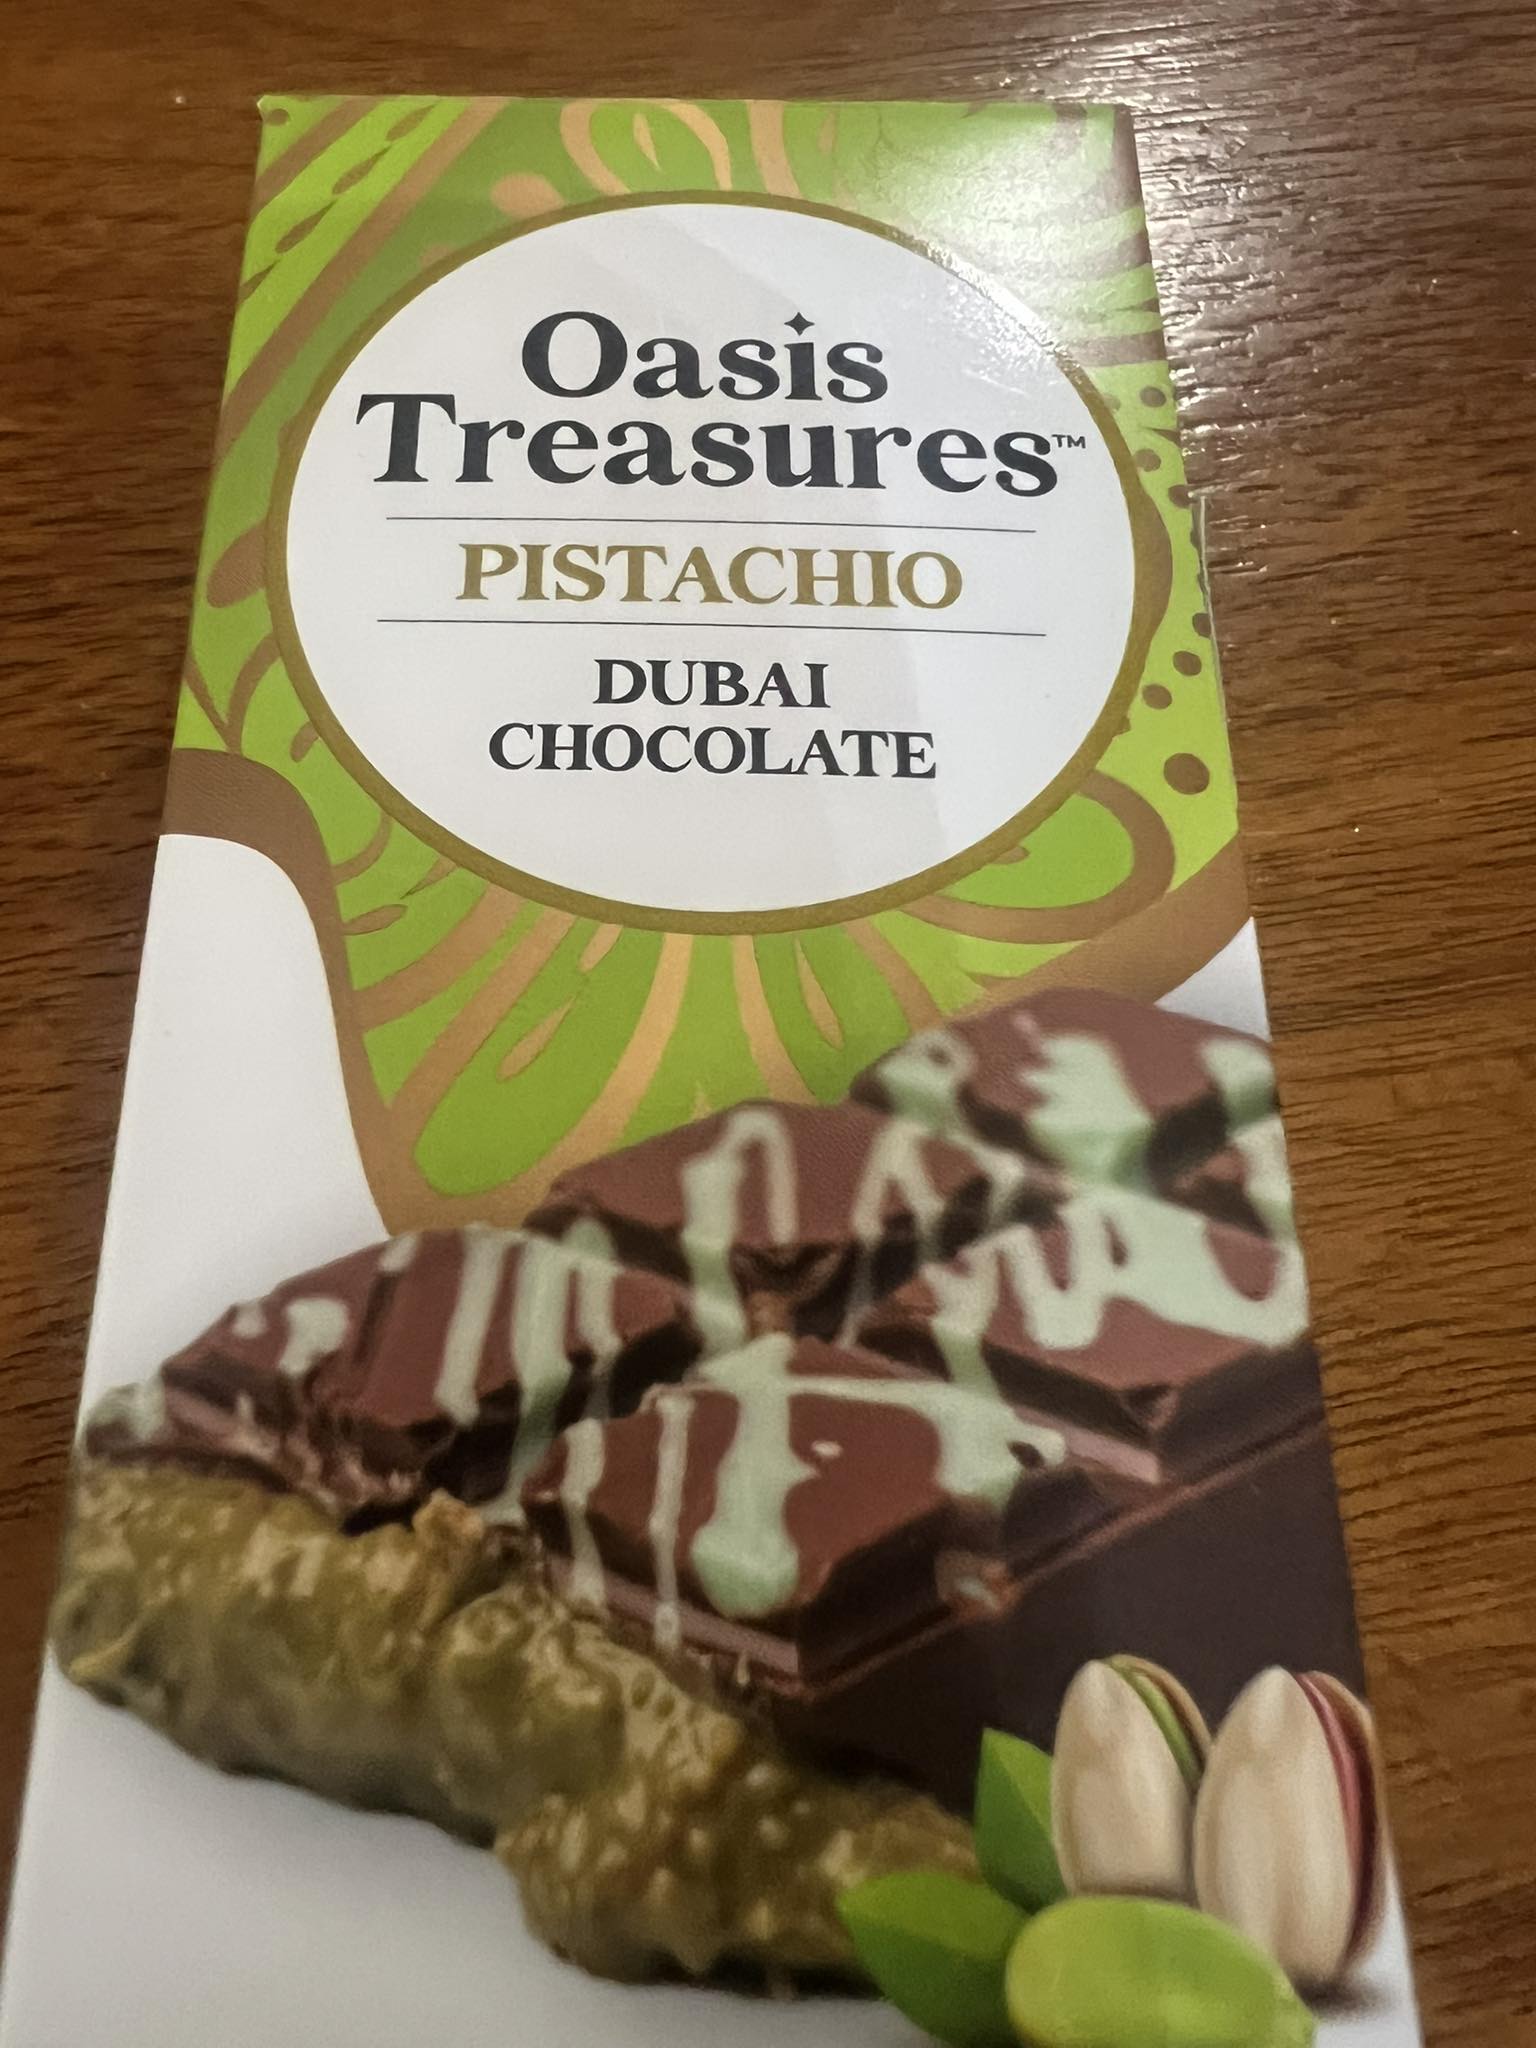 Oasis
Treasures™
PISTACHIO
DUBAI
CHOCOLATE